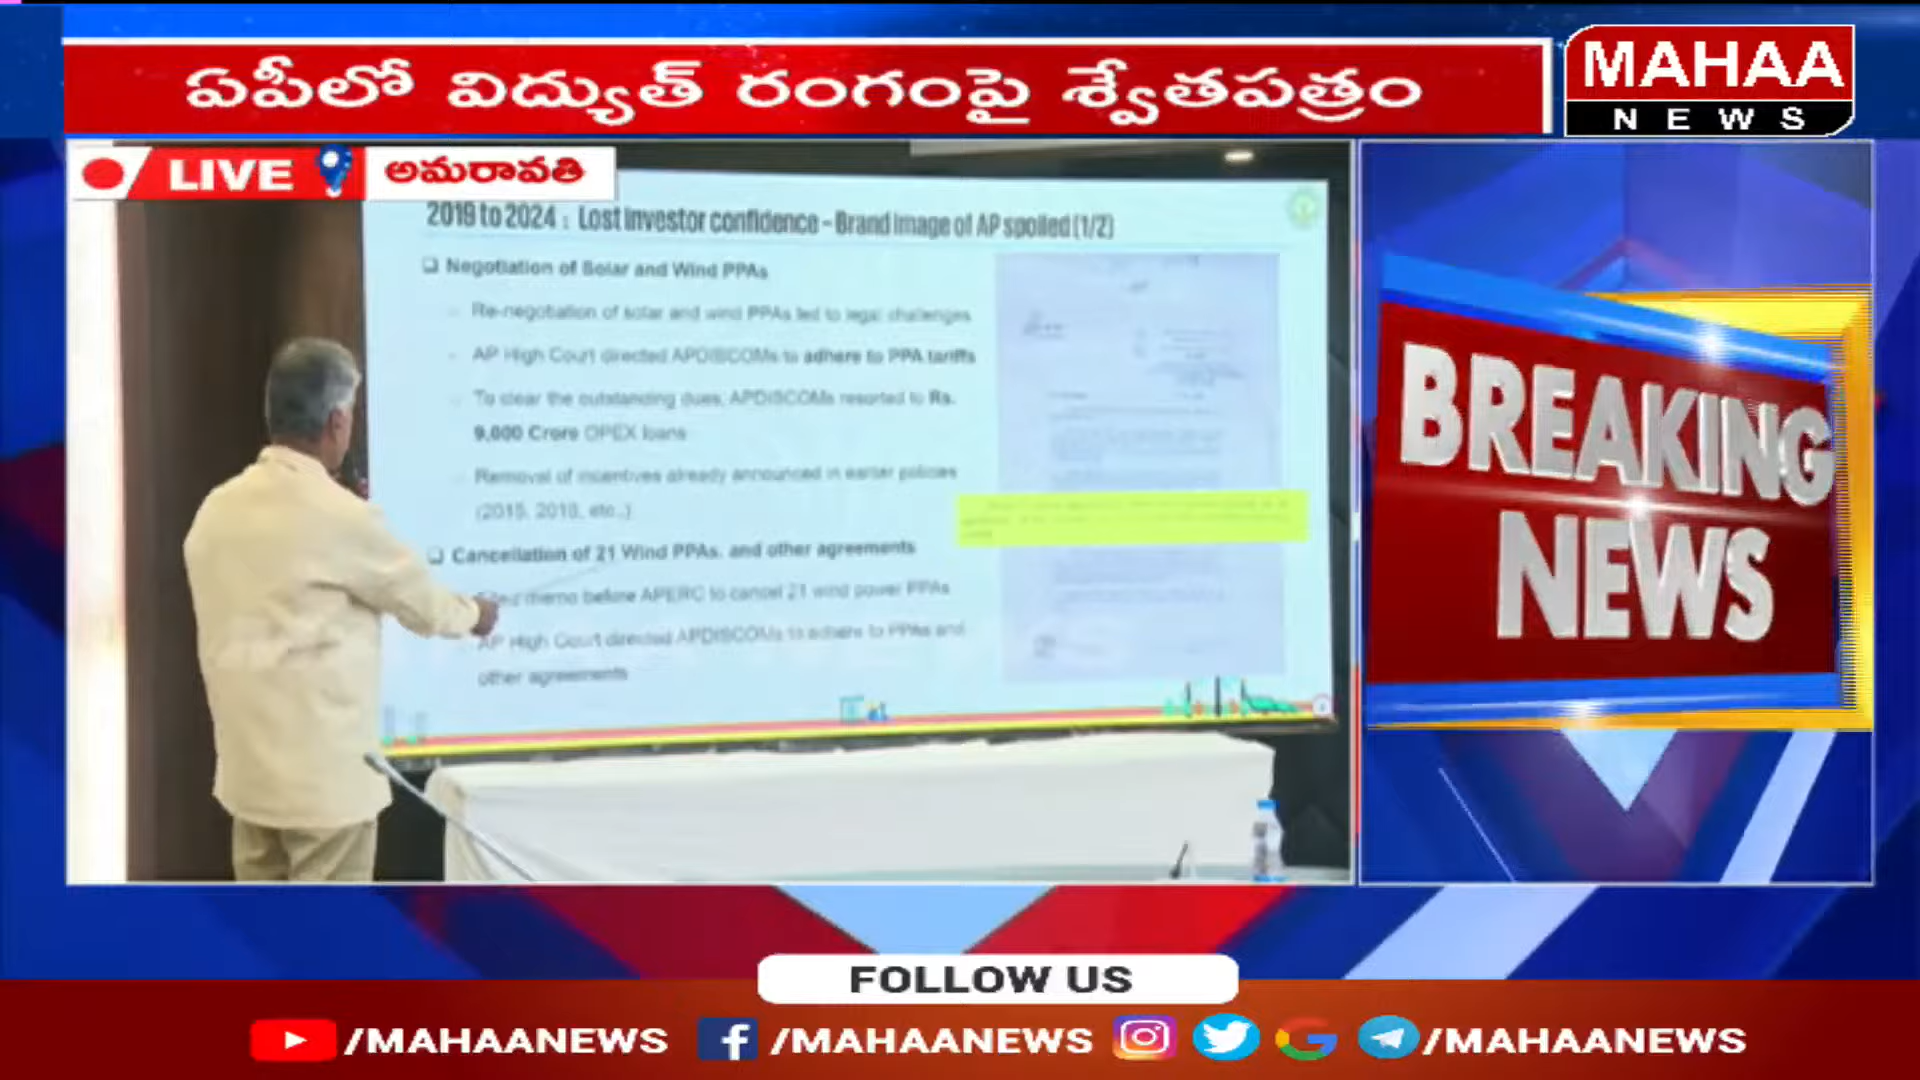 ఏపీలో విద్యుత్ రంగంపై శ్వేతపత్రం
MAHAA
NEWS
LIVE
అమరావతి
2019 to 2024 : Lost investor confidence - Brand image of AP spoiled (1/2)
❑ Negotiation of Solar and Wind PPAs
- Re-negotiation of solar and wind PPAs led to legal challenges
- AP High Court directed APDISCOMs to adhere to PPA tariffs
- To clear the outstanding dues, APDISCOMs resorted to Rs.
9,000 Crore OPEX loans
- Removal of incentives already announced in earlier policies
(2015, 2018, etc.,)
❑ Cancellation of 21 Wind PPAs. and other agreements
memo before APERC to cancel 21 wind power PPAs
AP High Court directed APDISCOMs to adhere to PPAs and
other agreements
BREAKING
NEWS
FOLLOW US
/MAHAANEWS
/MAHAANEWS
/MAHAANEWS